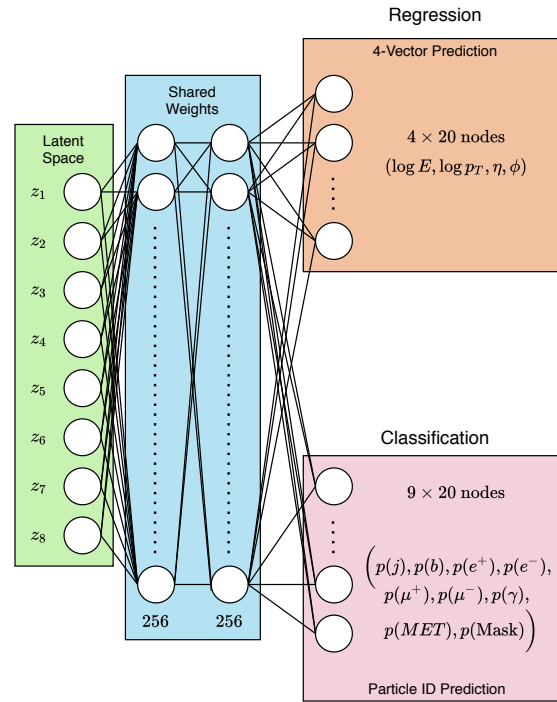 Regression
4-Vector Prediction
4 × 20 nodes
(log E, log p_T, η, ϕ)
Shared
Weights
Latent
Space
z_1
z_2
z_3
z_4
z_5
z_6
z_7
z_8
256
256
Classification
9 × 20 nodes
(p(j), p(b), p(e^+), p(e^-),
p(μ^+), p(μ^-), p(γ),
p(MET), p(Mask))
Particle ID Prediction